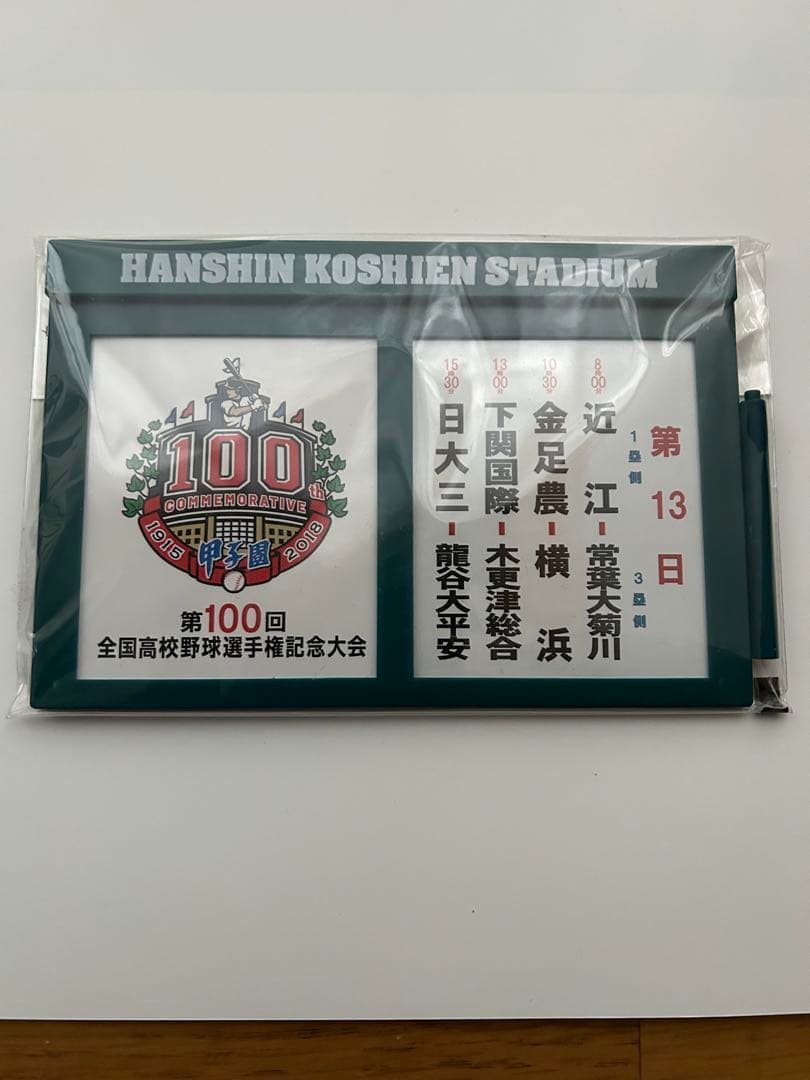 HANSHIN KOSHIEN STADIUM
100th
COMMEMORATIVE
1915 甲子園 2018
第100回
全国高校野球選手権記念大会
第13日
1塁側 3塁側
8時00分 近江-常葉大菊川
10時30分 金足農-横浜
13時00分 下関国際-木更津総合
15時30分 日大三-龍谷大平安